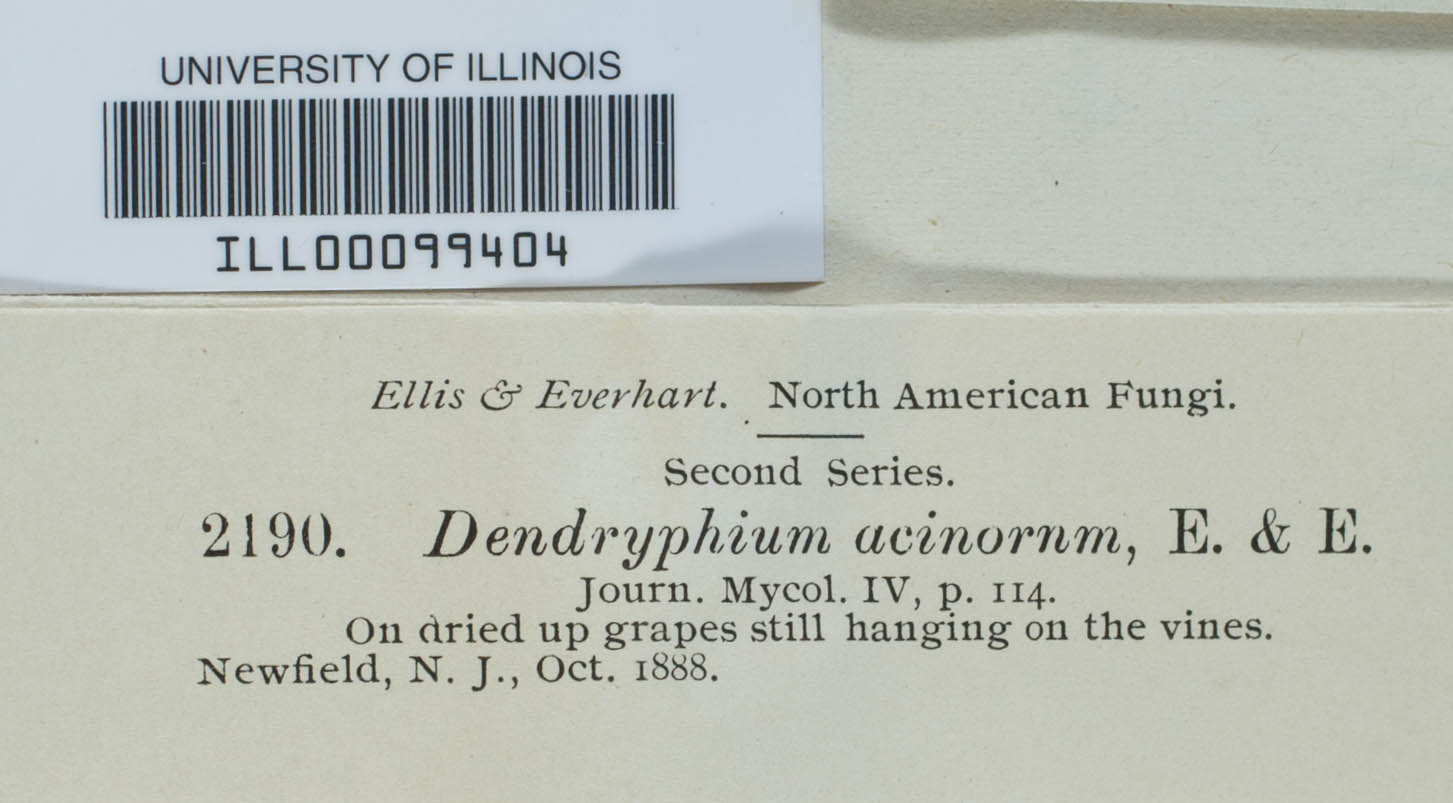 UNIVERSITY OF ILLINOIS
ILL00099404
Ellis & Everhart. North American Fungi.
Second Series.
2190. Dendryphium acinornm, E. & E.
Journ. Mycol. IV, p. 114.
On dried up grapes still hanging on the vines.
Newfield, N. J., Oct. 1888.